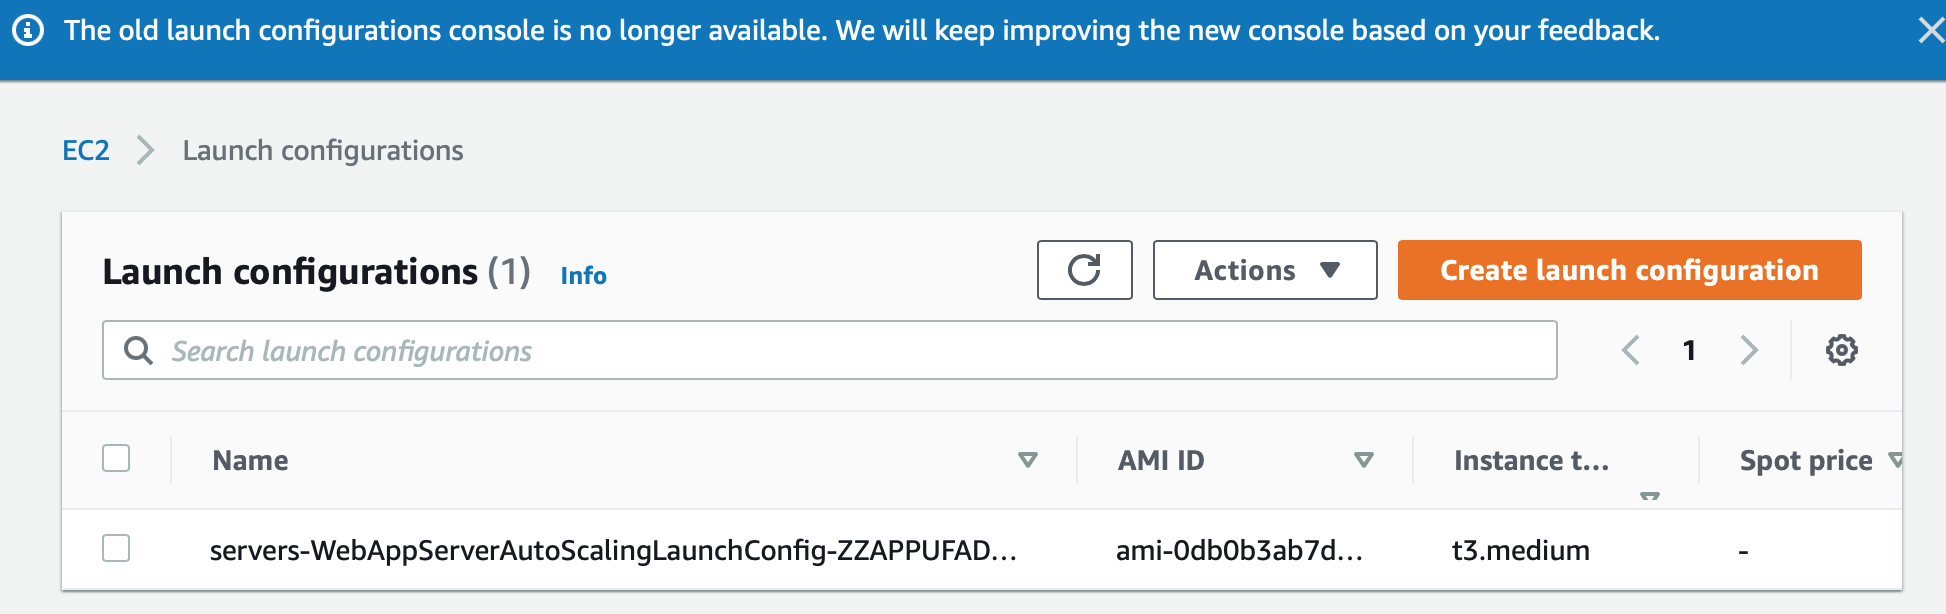 The old launch configurations console is no longer available. We will keep improving the new console based on your feedback.
EC2 Launch configurations
Launch configurations (1) Info
Actions
Create launch configuration
Search launch configurations
1
Name AMI ID Instance t... Spot price
servers-WebAppServerAutoScalingLaunchConfig-ZZAPPUFAD... ami-0db0b3ab7d... t3.medium -